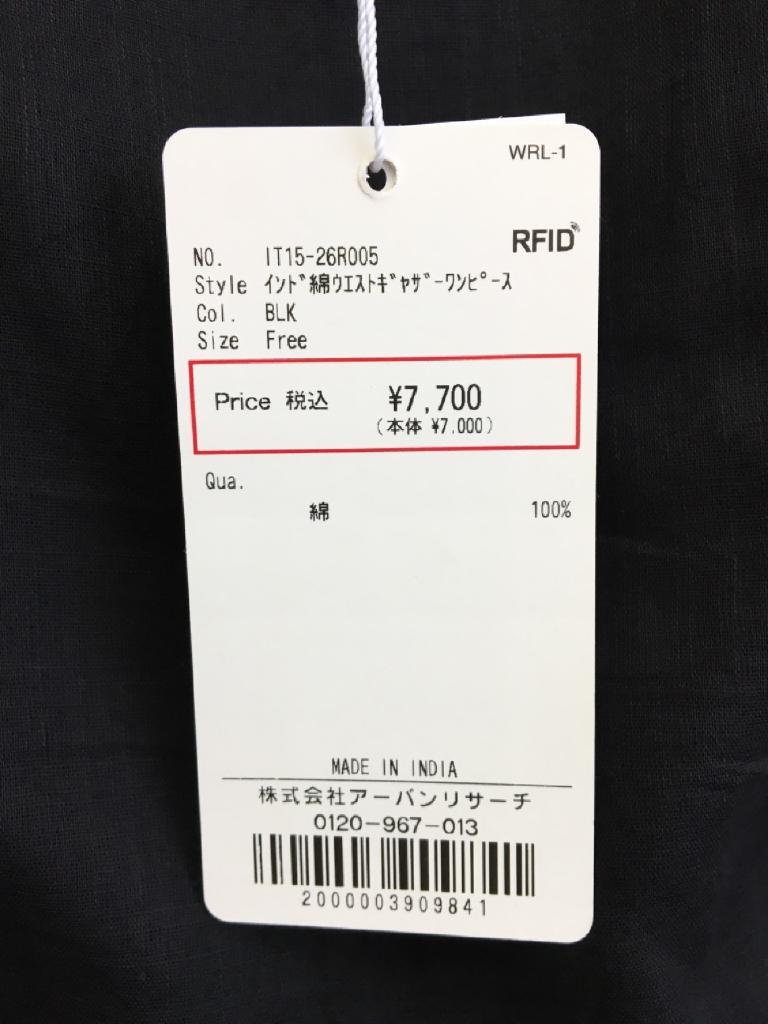 WRL-1
RFID
NO. IT15-26R005
Style ｲﾝﾄﾞ綿ｳｴｽﾄｷﾞｬｻﾞｰﾜﾝﾋﾟｰｽ
Col. BLK
Size Free
Price 税込 ¥7,700
(本体 ¥7,000)
Qua.
綿 100%
MADE IN INDIA
株式会社アーバンリサーチ
0120-967-013
2000003909841